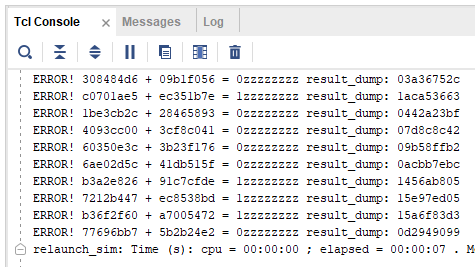 Tcl Console × Messages Log
ERROR! 308484d6 + 09b1f056 = 0zzzzzzzz result_dump: 03a36752c
ERROR! c0701ae5 + ec351b7e = 1zzzzzzzz result_dump: 1aca53663
ERROR! 1be3cb2c + 28465893 = 0zzzzzzzz result_dump: 0442a23bf
ERROR! 4093cc00 + 3cf8c041 = 0zzzzzzzz result_dump: 07d8c8c42
ERROR! 60350e3c + 3b23f176 = 0zzzzzzzz result_dump: 09b58ffb2
ERROR! 6ae02d5c + 41db515f = 0zzzzzzzz result_dump: 0acbb7ebc
ERROR! b3a2e826 + 91c7cfde = 1zzzzzzzz result_dump: 1456ab805
ERROR! 7212b447 + ec8538bd = 1zzzzzzzz result_dump: 15e97ed05
ERROR! b36f2f60 + a7005472 = 1zzzzzzzz result_dump: 15a6f83d3
ERROR! 77696bb7 + 5b2b24e2 = 0zzzzzzzz result_dump: 0d2949099
relaunch_sim: Time (s): cpu = 00:00:00 ; elapsed = 00:00:07 . M